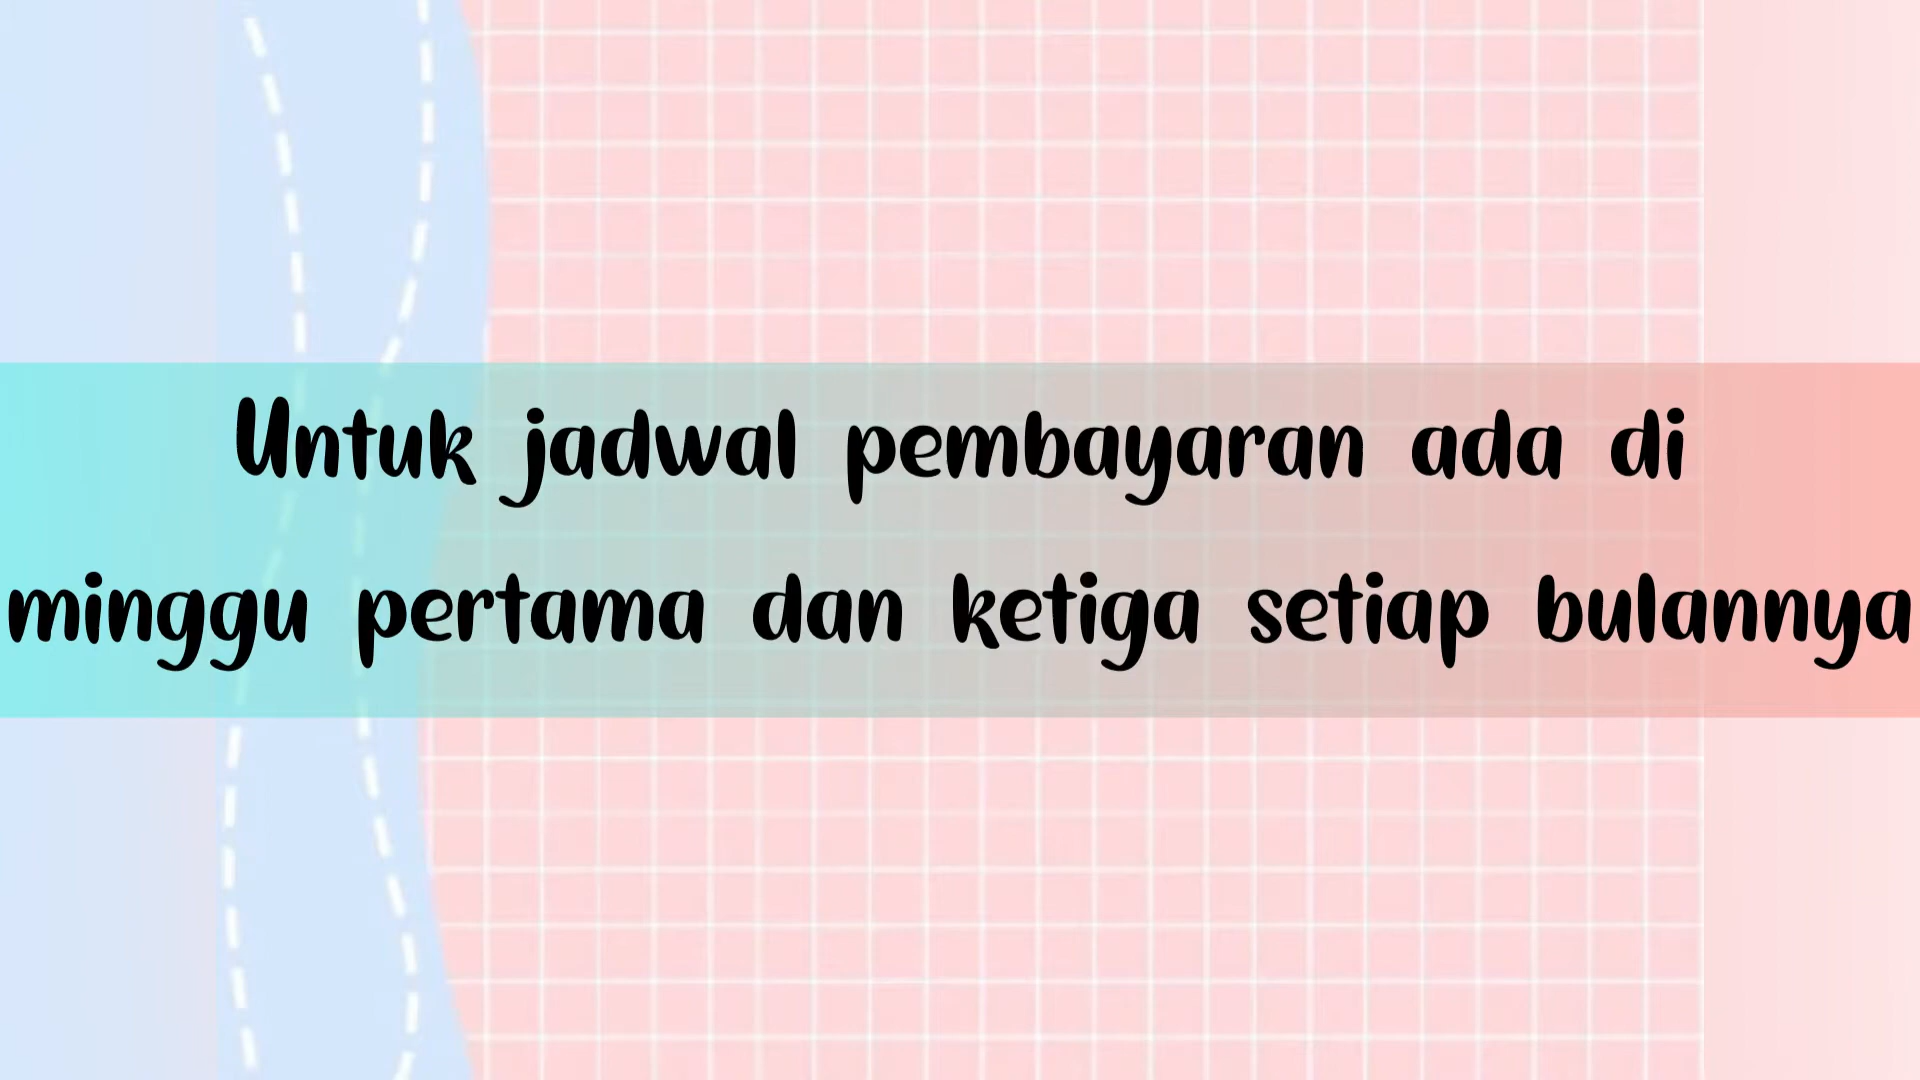 Untuk jadwal pembayaran ada di
minggu pertama dan ketiga setiap bulannya